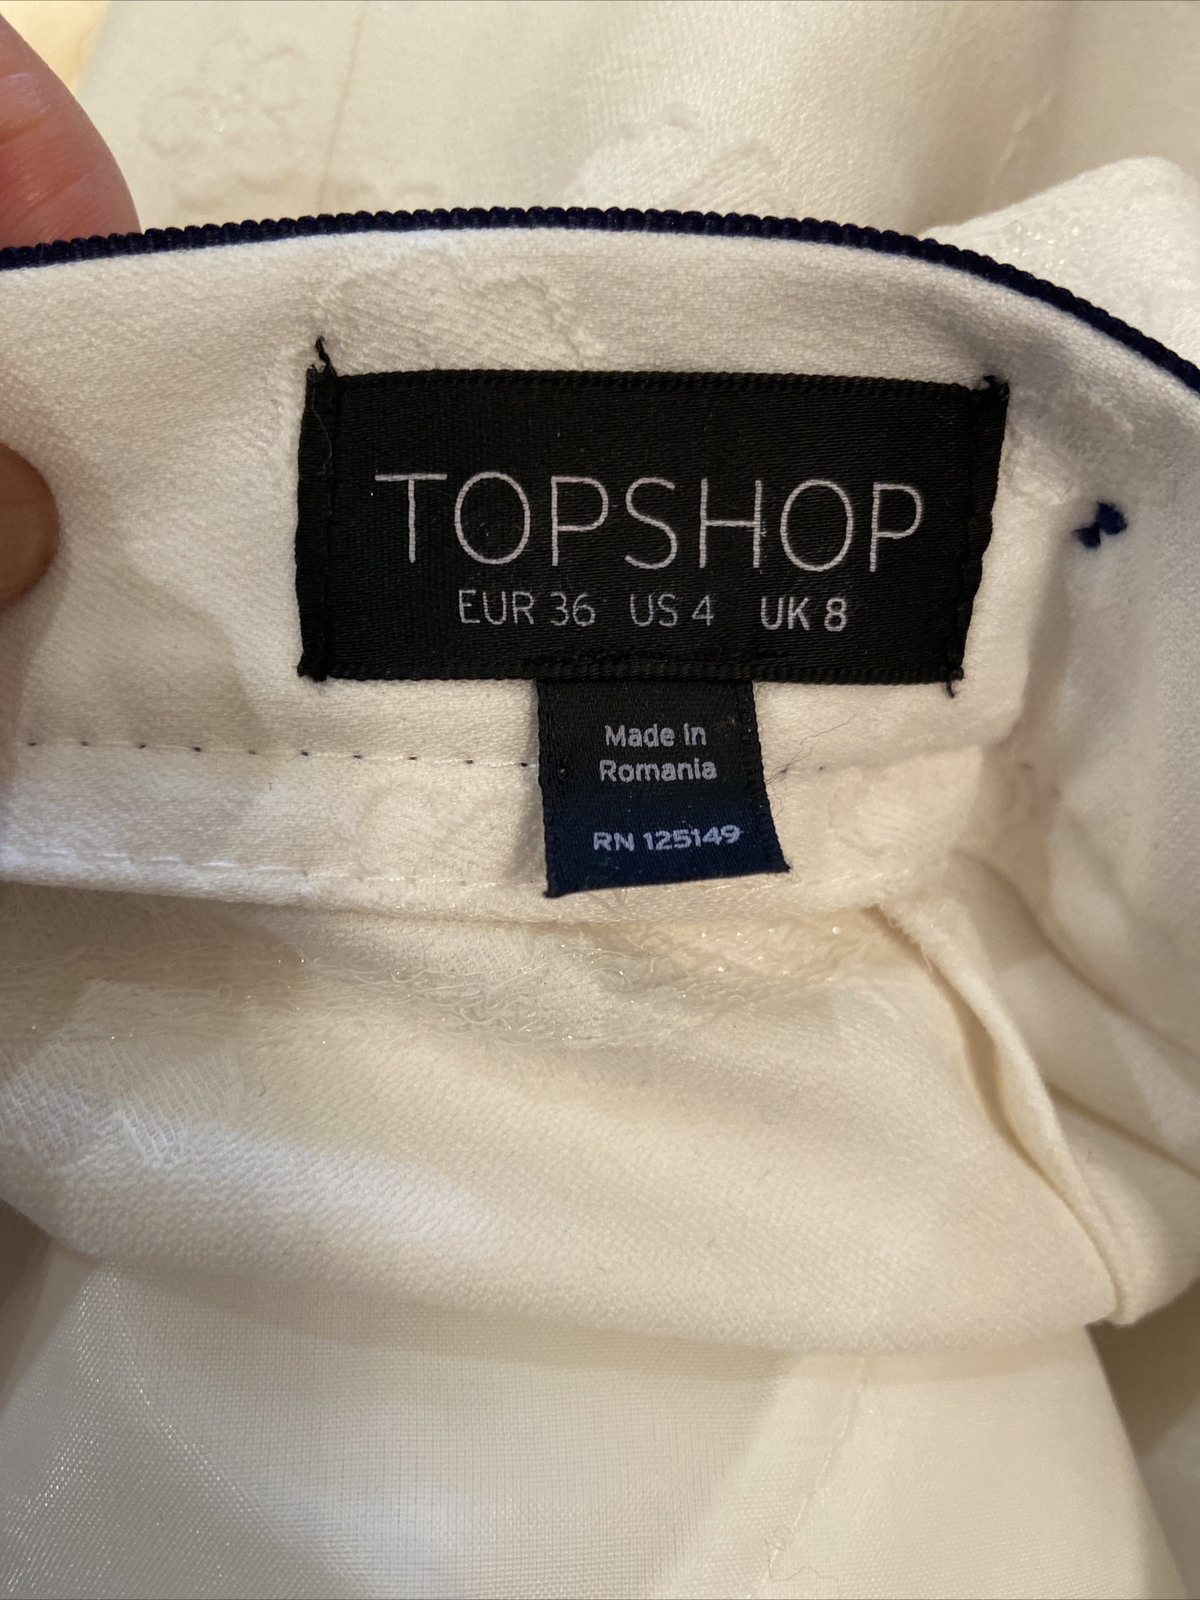 TOPSHOP
EUR 36 US 4 UK 8
Made in
Romania
RN 125149